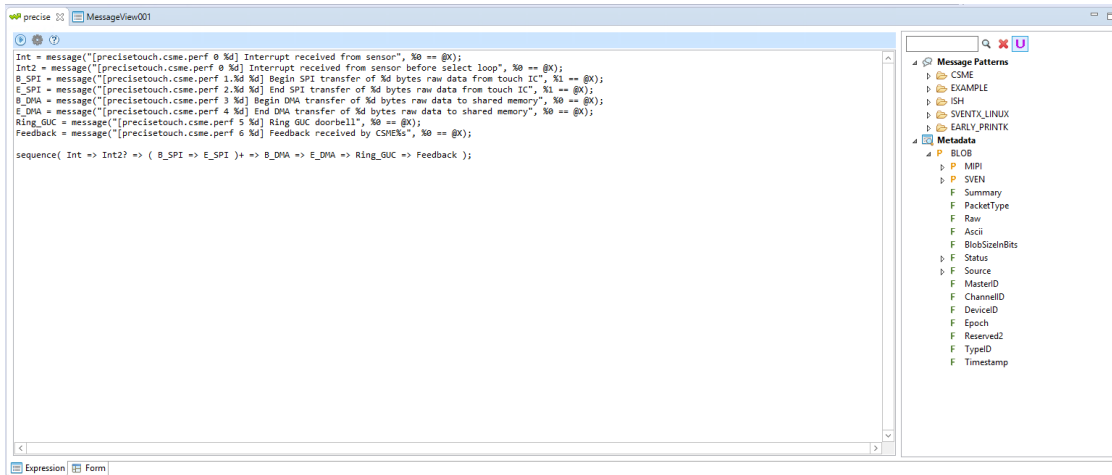 precise
MessageView001
Int = message("[precisetouch.csme.perf 0 %d] Interrupt received from sensor", %0 == @X);
Int2 = message("[precisetouch.csme.perf 0 %d] Interrupt received from sensor before select loop", %0 == @X);
B_SPI = message("[precisetouch.csme.perf 1.%d %d] Begin SPI transfer of %d bytes raw data from touch IC", %1 == @X);
E_SPI = message("[precisetouch.csme.perf 2.%d %d] End SPI transfer of %d bytes raw data from touch IC", %1 == @X);
B_DMA = message("[precisetouch.csme.perf 3 %d] Begin DMA transfer of %d bytes raw data to shared memory", %0 == @X);
E_DMA = message("[precisetouch.csme.perf 4 %d] End DMA transfer of %d bytes raw data to shared memory", %0 == @X);
Ring_GUC = message("[precisetouch.csme.perf 5 %d] Ring GUC doorbell", %0 == @X);
Feedback = message("[precisetouch.csme.perf 6 %d] Feedback received by CSME%s", %0 == @X);
sequence( Int => Int2? => ( B_SPI => E_SPI )+ => B_DMA => E_DMA => Ring_GUC => Feedback );
U
Message Patterns
CSME
EXAMPLE
ISH
SVENTX_LINUX
EARLY_PRINTK
Metadata
P BLOB
P MIPI
P SVEN
F Summary
F PacketType
F Raw
F Ascii
F BlobSizeInBits
F Status
F Source
F MasterID
F ChannelID
F DeviceID
F Epoch
F Reserved2
F TypeID
F Timestamp
Expression
Form